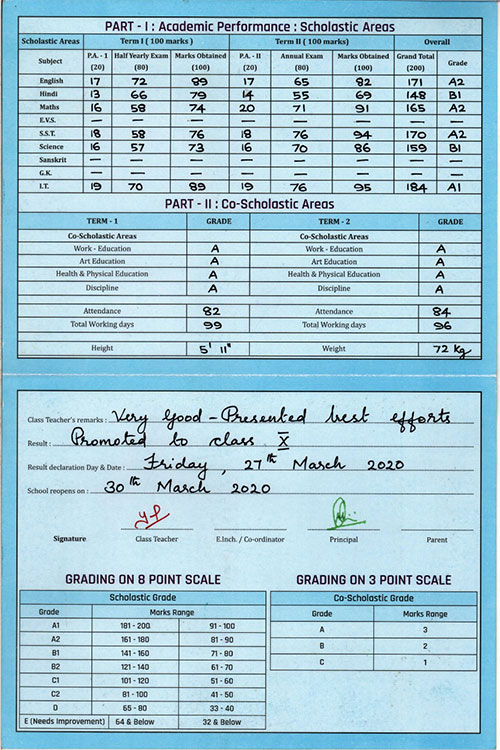 PART - I : Academic Performance : Scholastic Areas
Scholastic Areas Term I ( 100 marks ) Term II ( 100 marks) Overall
Subject P.A. - 1 (20) Half Yearly Exam (80) Marks Obtained (100) P.A. - II (20) Annual Exam (80) Marks Obtained (100) Grand Total (200) Grade
English 17 72 89 17 65 82 171 A2
Hindi 13 66 79 14 55 69 148 B1
Maths 16 58 74 20 71 91 165 A2
E.V.S. — — — — — — — —
S.S.T. 18 58 76 18 76 94 170 A2
Science 16 57 73 16 70 86 159 B1
Sanskrit — — — — — — — —
G.K. — — — — — — — —
I.T. 19 70 89 19 76 95 184 A1
PART - II : Co-Scholastic Areas
TERM - 1 GRADE TERM - 2 GRADE
Co-Scholastic Areas Co-Scholastic Areas
Work - Education A Work - Education A
Art Education A Art Education A
Health & Physical Education A Health & Physical Education A
Discipline A Discipline A
Attendance 82 Attendance 84
Total Working days 99 Total Working days 96
Height 5' 11" Weight 72 Kg
Class Teacher's remarks : Very Good - Presented best efforts
Result : Promoted to class X
Result declaration Day & Date : Friday, 27th March 2020
School reopens on : 30th March 2020
Signature Class Teacher E.Inch. / Co-ordinator Principal Parent
GRADING ON 8 POINT SCALE GRADING ON 3 POINT SCALE
Scholastic Grade Co-Scholastic Grade
Grade Marks Range Grade Marks Range
A1 181 - 200 91 - 100 A 3
A2 161 - 180 81 - 90 B 2
B1 141 - 160 71 - 80 C 1
B2 121 - 140 61 - 70
C1 101 - 120 51 - 60
C2 81 - 100 41 - 50
D 65 - 80 33 - 40
E (Needs Improvement) 64 & Below 32 & Below